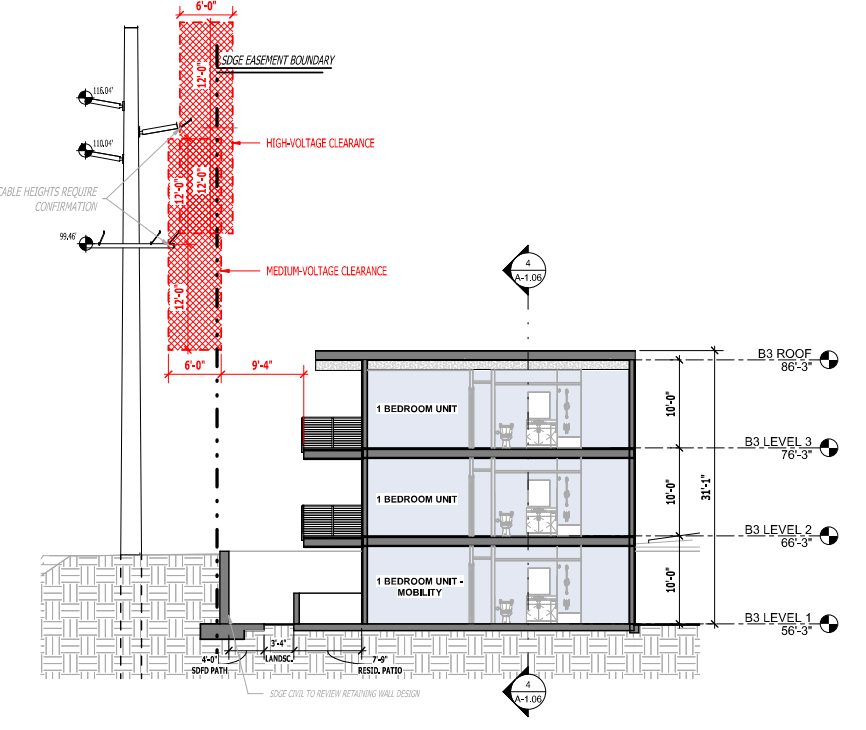 6'-0"
SDGE EASEMENT BOUNDARY
12'-0"
116.04'
HIGH-VOLTAGE CLEARANCE
110.04'
12'-0"
12'-0"
CABLE HEIGHTS REQUIRE
CONFIRMATION
99.46'
4
A-1.06
MEDIUM-VOLTAGE CLEARANCE
12'-0"
6'-0"
9'-4"
B3 ROOF
86'-3"
1 BEDROOM UNIT
10'-0"
B3 LEVEL 3
76'-3"
31'-1"
1 BEDROOM UNIT
10'-0"
B3 LEVEL 2
66'-3"
1 BEDROOM UNIT -
MOBILITY
10'-0"
B3 LEVEL 1
56'-3"
3'-4"
LANDSC.
4'-0"
SDFD PATH
7'-9"
RESID. PATIO
4
A-1.06
SDGE CIVIL TO REVIEW RETAINING WALL DESIGN